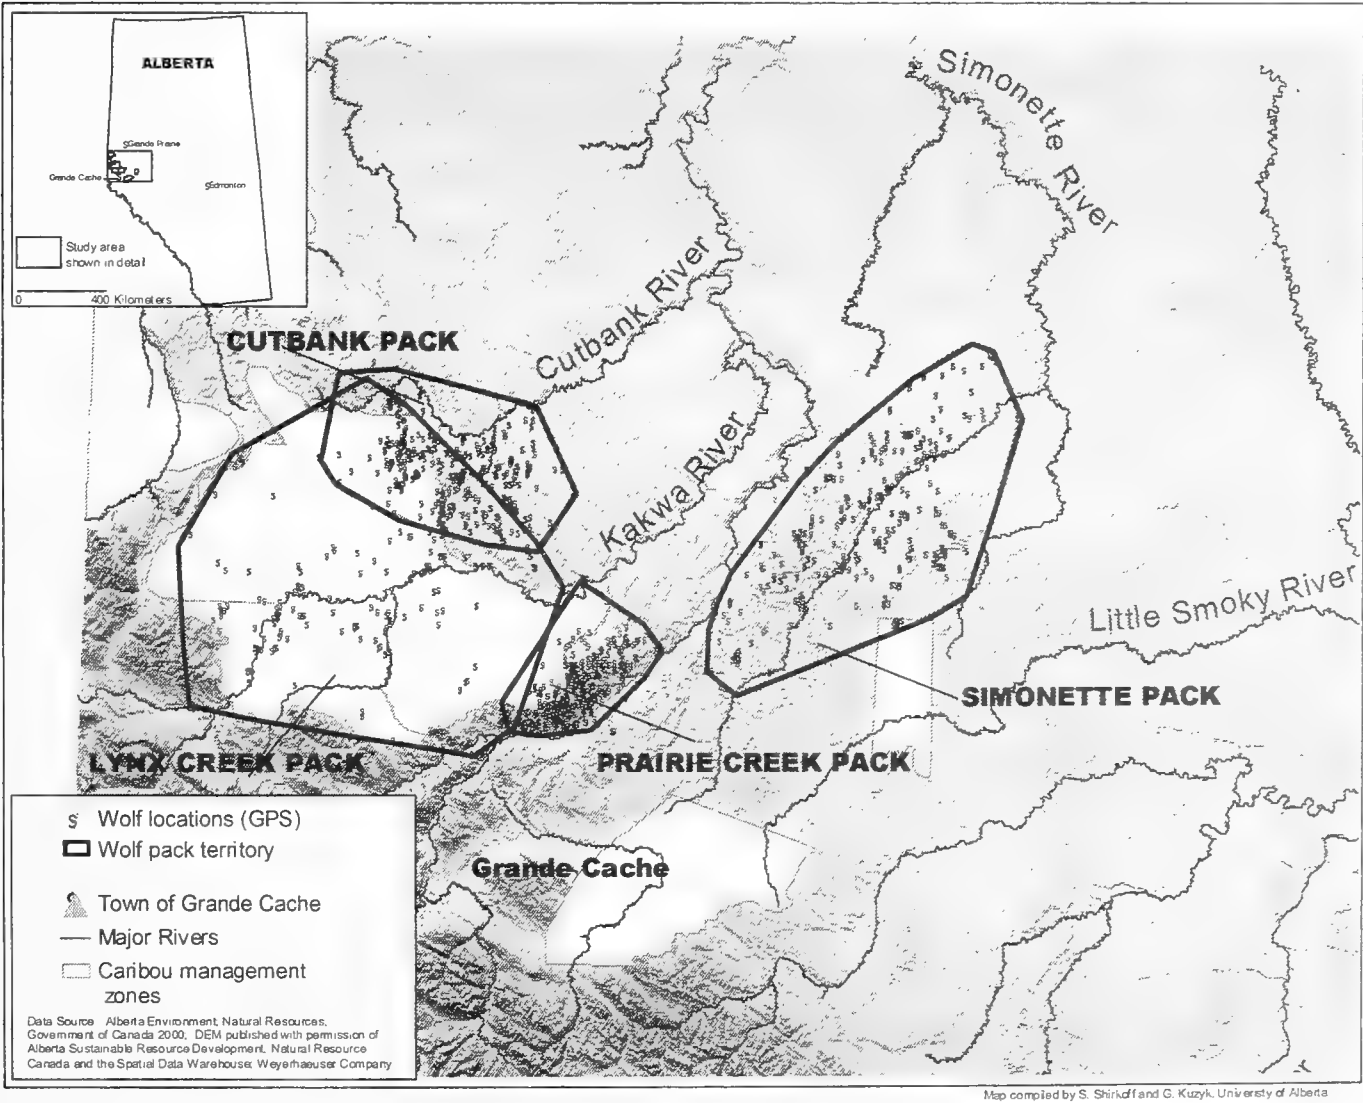 ALBERTA
Grande Prairie
Grande Cache
Edmonton
Study area
shown in detail
0 400 Kilometers
Simonette River
Cutbank River
CUTBANK PACK
Kakwa River
Little Smoky River
SIMONETTE PACK
LYNX CREEK PACK
PRAIRIE CREEK PACK
Grande Cache
S Wolf locations (GPS)
Wolf pack territory
Town of Grande Cache
Major Rivers
Caribou management
zones
Data Source Alberta Environment, Natural Resources,
Government of Canada 2000; DEM published with permission of
Alberta Sustainable Resource Development, Natural Resource
Canada and the Spatial Data Warehouse; Weyerhaeuser Company
Map compiled by S. Shirkoff and G. Kuzyk, Univeristy of Alberta